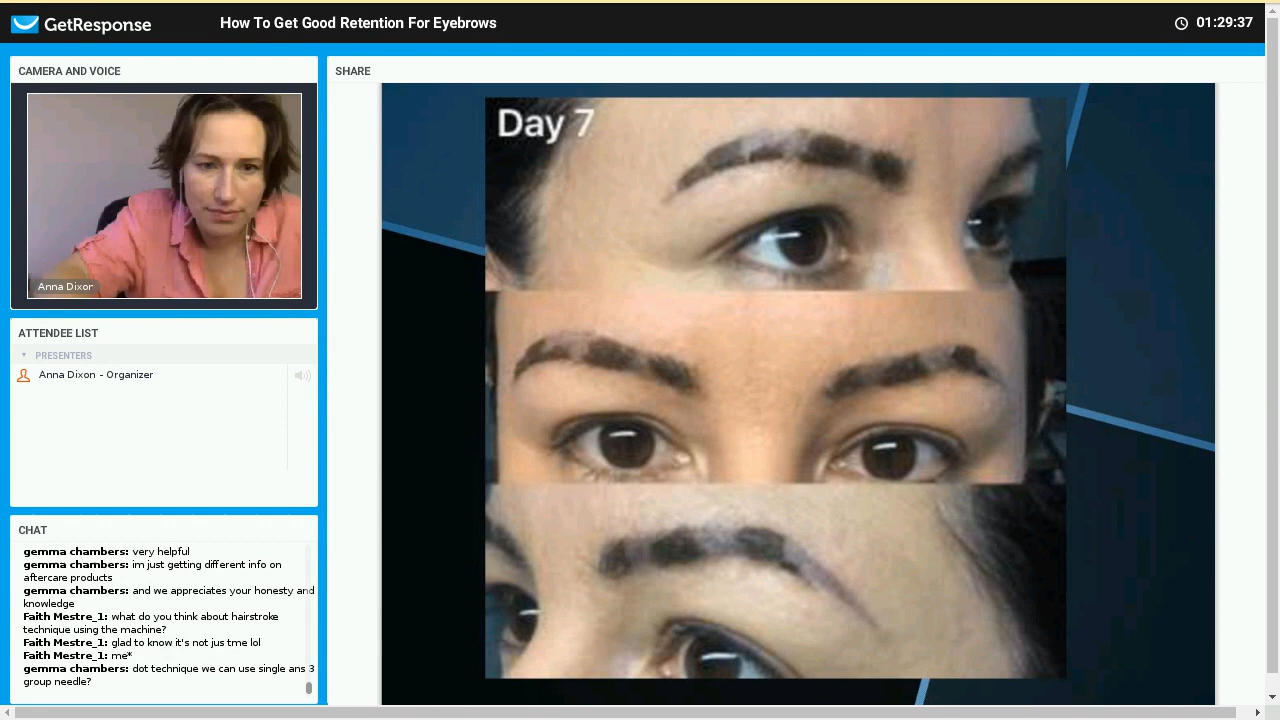 GetResponse
How To Get Good Retention For Eyebrows
01:29:37
CAMERA AND VOICE
Anna Dixon
ATTENDEE LIST
PRESENTERS
Anna Dixon - Organizer
CHAT
gemma chambers: very helpful
gemma chambers: im just getting different info on
aftercare products
gemma chambers: and we appreciates your honesty and
knowledge
Faith Mestre_1: what do you think about hairstroke
technique using the machine?
Faith Mestre_1: glad to know it's not jus tme lol
Faith Mestre_1: me*
gemma chambers: dot technique we can use single ans 3
group needle?
SHARE
Day 7